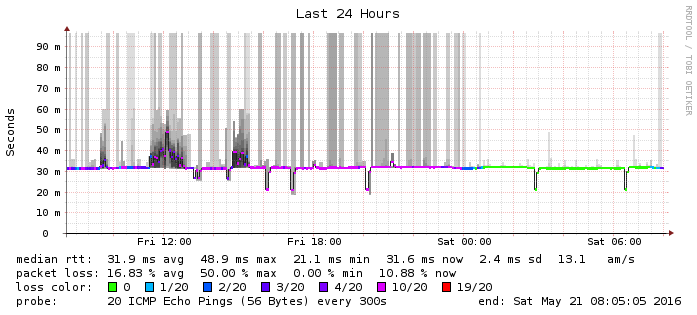 Last 24 Hours
RRDTOOL / TOBI OETIKER
Seconds
90 m
80 m
70 m
60 m
50 m
40 m
30 m
20 m
10 m
0
Fri 12:00 Fri 18:00 Sat 00:00 Sat 06:00
median rtt: 31.9 ms avg 48.9 ms max 21.1 ms min 31.6 ms now 2.4 ms sd 13.1 am/s
packet loss: 16.83 % avg 50.00 % max 0.00 % min 10.88 % now
loss color: 0 1/20 2/20 3/20 4/20 10/20 19/20
probe: 20 ICMP Echo Pings (56 Bytes) every 300s end: Sat May 21 08:05:05 2016